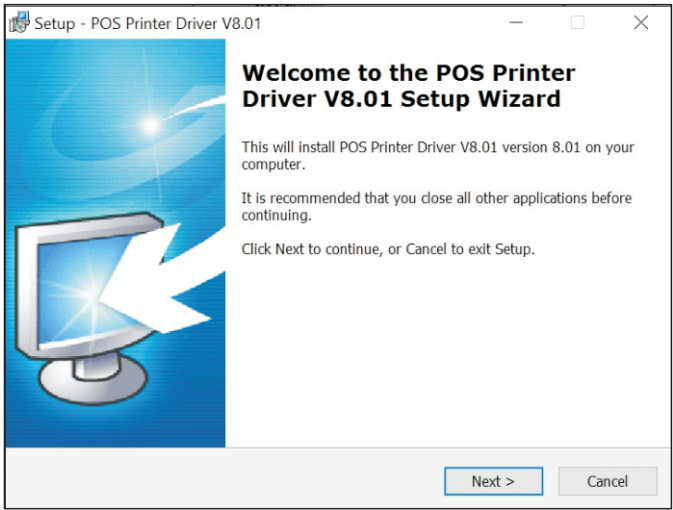 Setup - POS Printer Driver V8.01
Welcome to the POS Printer
Driver V8.01 Setup Wizard
This will install POS Printer Driver V8.01 version 8.01 on your
computer.
It is recommended that you close all other applications before
continuing.
Click Next to continue, or Cancel to exit Setup.
Next >
Cancel